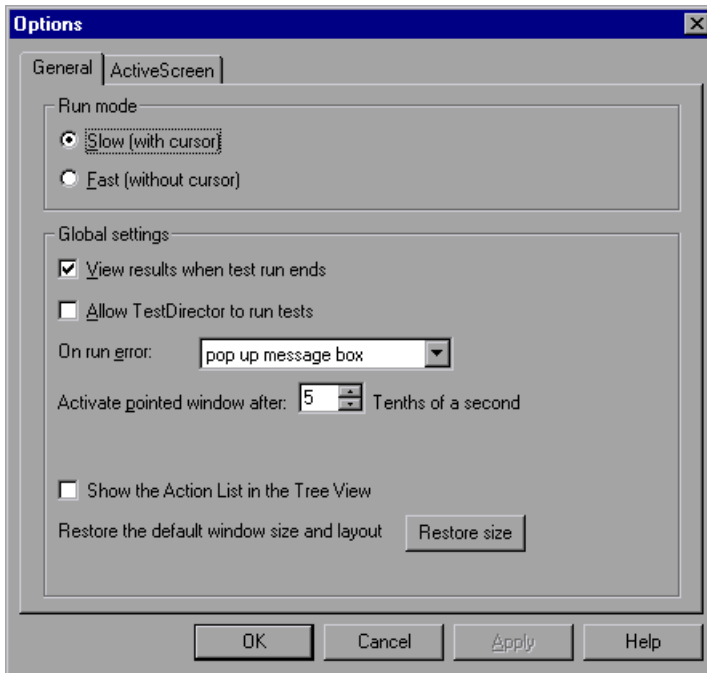 Options
General
ActiveScreen
Run mode
Slow (with cursor)
Fast (without cursor)
Global settings
View results when test run ends
Allow TestDirector to run tests
On run error: pop up message box
Activate pointed window after: 5 Tenths of a second
Show the Action List in the Tree View
Restore the default window size and layout Restore size
OK Cancel Apply Help